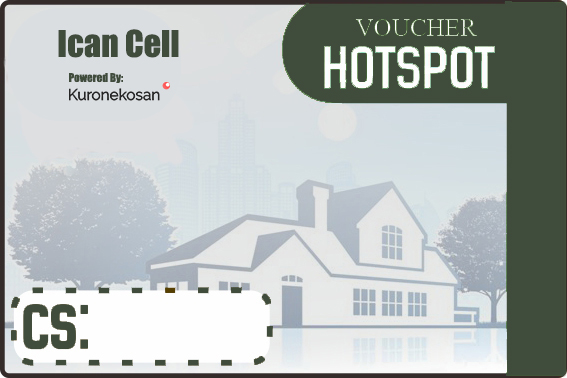 Ican Cell
Powered By:
Kuronekosan
VOUCHER
HOTSPOT
CS: